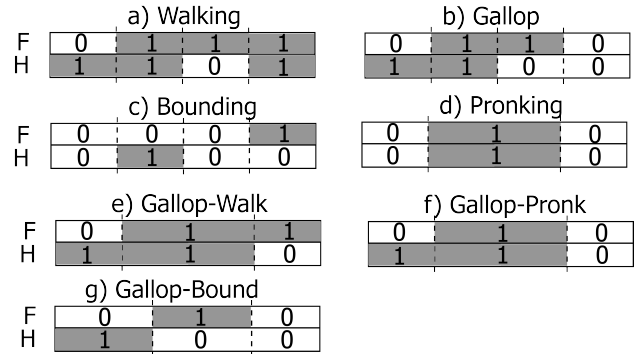 a) Walking
F 0 1 1 1
H 1 1 0 1
b) Gallop
0 1 1 0
1 1 0 0
c) Bounding
F 0 0 0 1
H 0 1 0 0
d) Pronking
0 1 0
0 1 0
e) Gallop-Walk
F 0 1 1
H 1 1 0
f) Gallop-Pronk
0 1 0
1 1 0
g) Gallop-Bound
F 0 1 0
H 1 0 0